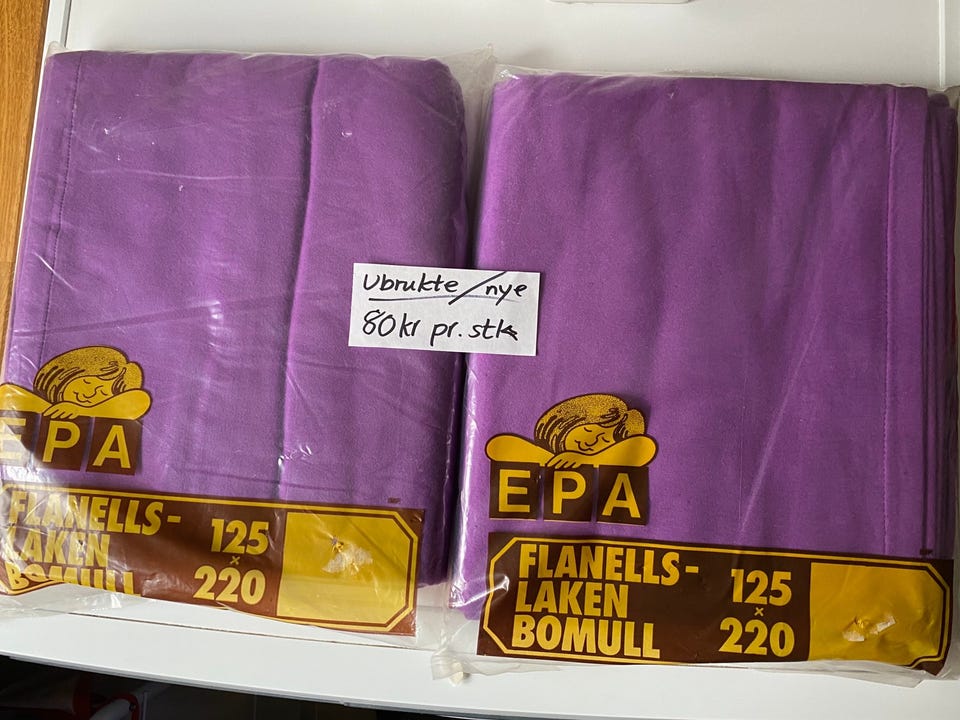 Ubrukte/nye
80kr pr. stk
EPA
FLANELLS-
LAKEN
BOMULL
125
x
220
EPA
FLANELLS-
LAKEN
BOMULL
125
x
220